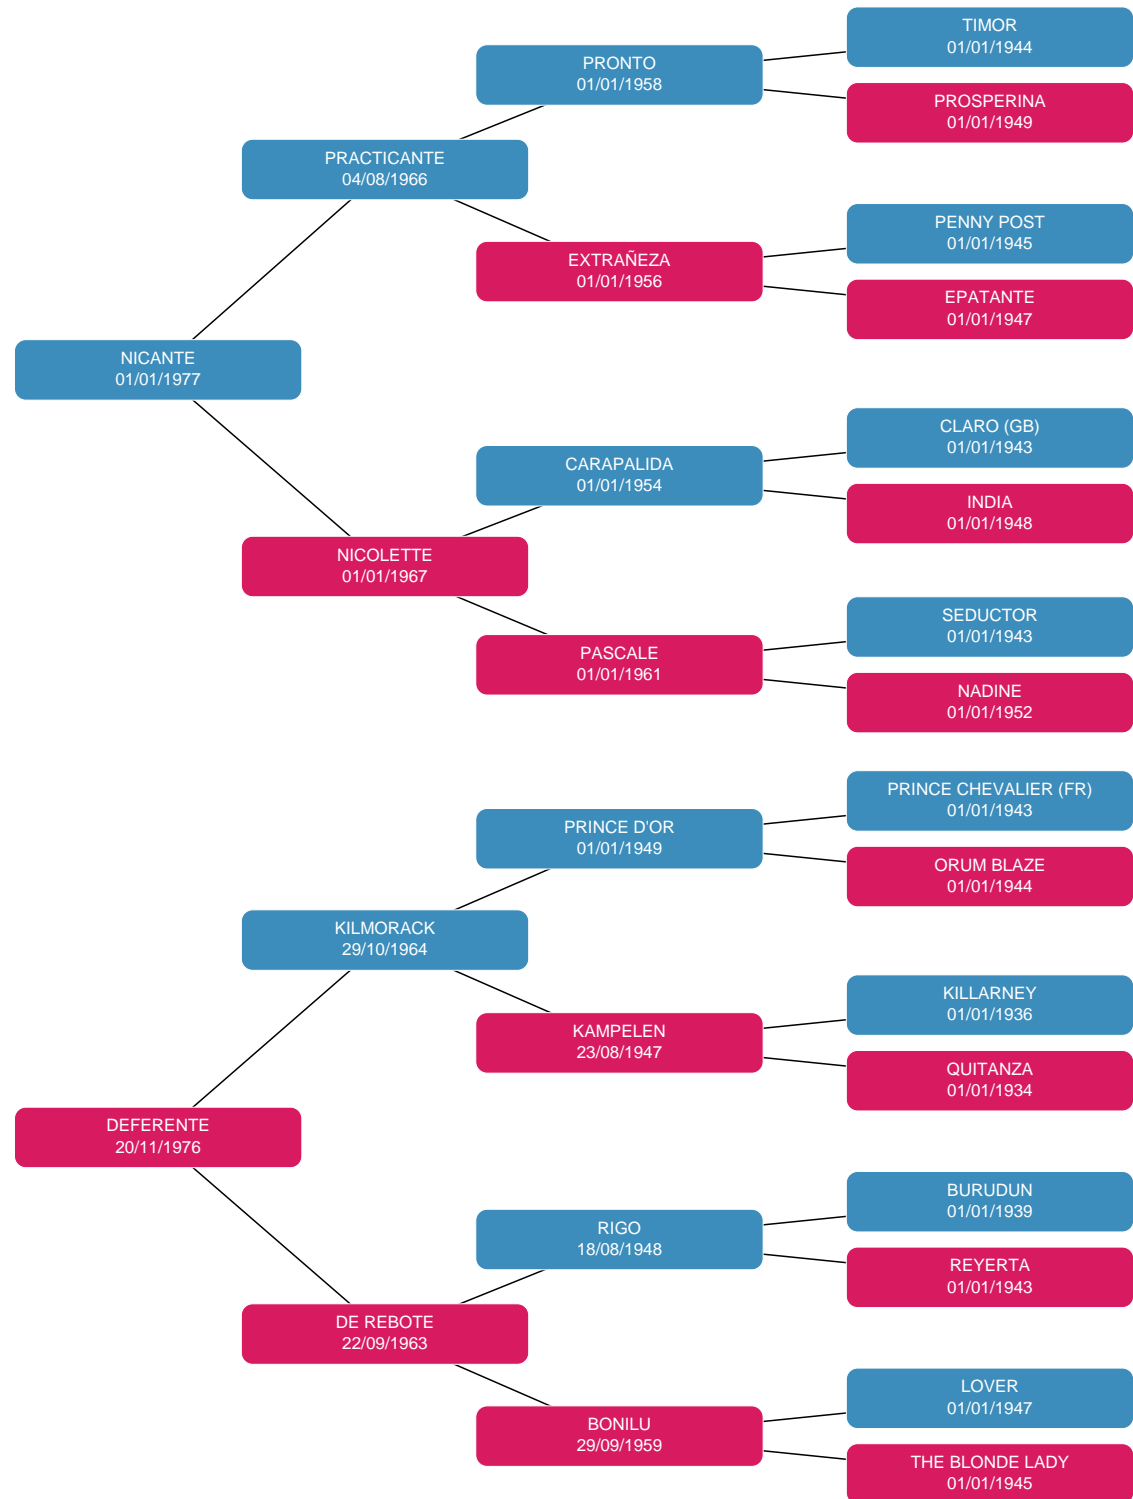 TIMOR
01/01/1944
PRONTO
01/01/1958
PROSPERINA
01/01/1949
PRACTICANTE
04/08/1966
PENNY POST
01/01/1945
EXTRAÑEZA
01/01/1956
EPATANTE
01/01/1947
NICANTE
01/01/1977
CLARO (GB)
01/01/1943
CARAPALIDA
01/01/1954
INDIA
01/01/1948
NICOLETTE
01/01/1967
SEDUCTOR
01/01/1943
PASCALE
01/01/1961
NADINE
01/01/1952
PRINCE CHEVALIER (FR)
01/01/1943
PRINCE D'OR
01/01/1949
ORUM BLAZE
01/01/1944
KILMORACK
29/10/1964
KILLARNEY
01/01/1936
KAMPELEN
23/08/1947
QUITANZA
01/01/1934
DEFERENTE
20/11/1976
BURUDUN
01/01/1939
RIGO
18/08/1948
REYERTA
01/01/1943
DE REBOTE
22/09/1963
LOVER
01/01/1947
BONILU
29/09/1959
THE BLONDE LADY
01/01/1945